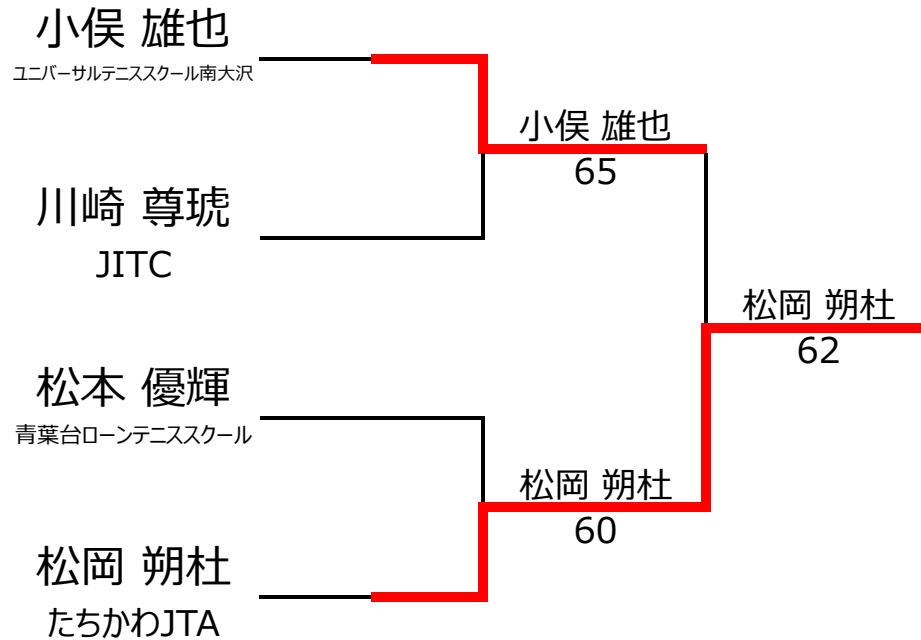 小俣 雄也
ユニバーサルテニススクール南大沢
小俣 雄也
65
川崎 尊琥
JITC
松岡 朔杜
62
松本 優輝
青葉台ローンテニススクール
松岡 朔杜
60
松岡 朔杜
たちかわJTA